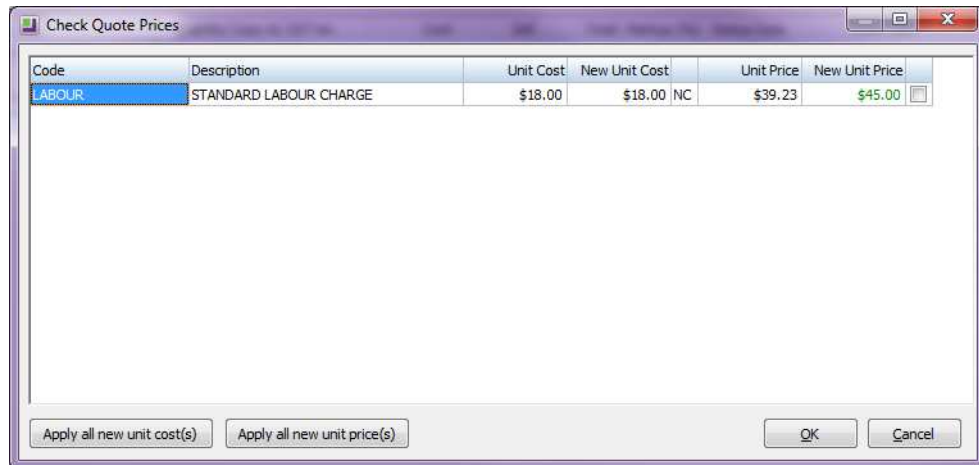 Check Quote Prices
Code Description Unit Cost New Unit Cost Unit Price New Unit Price
LABOUR STANDARD LABOUR CHARGE $18.00 $18.00 NC $39.23 $45.00
Apply all new unit cost(s) Apply all new unit price(s) OK Cancel